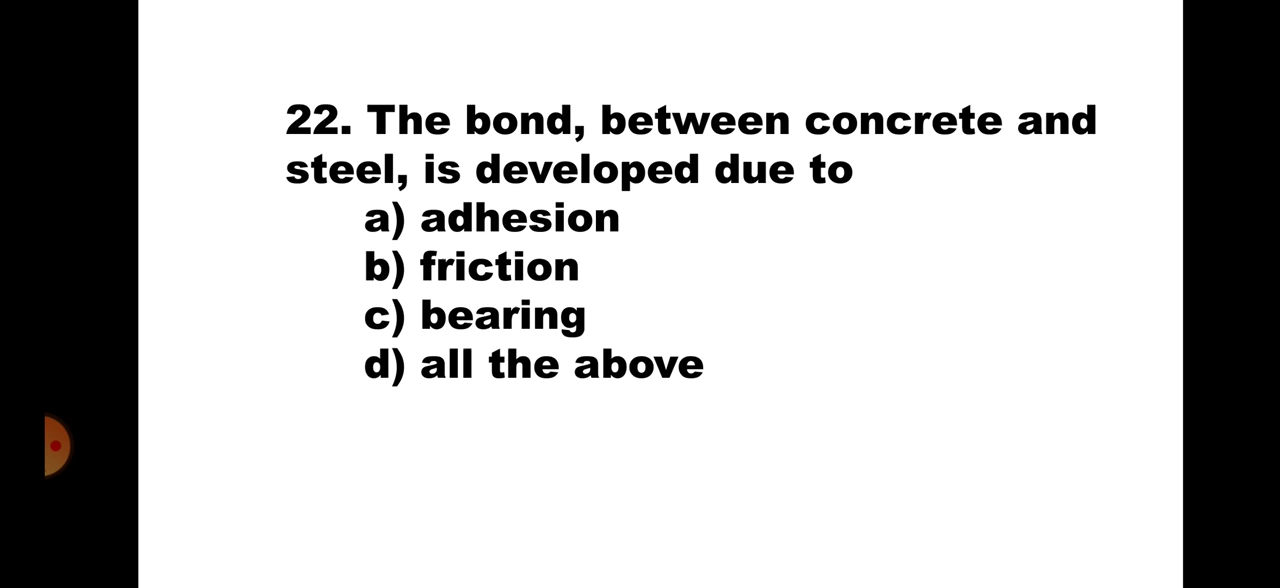 22. The bond, between concrete and
steel, is developed due to
a) adhesion
b) friction
c) bearing
d) all the above